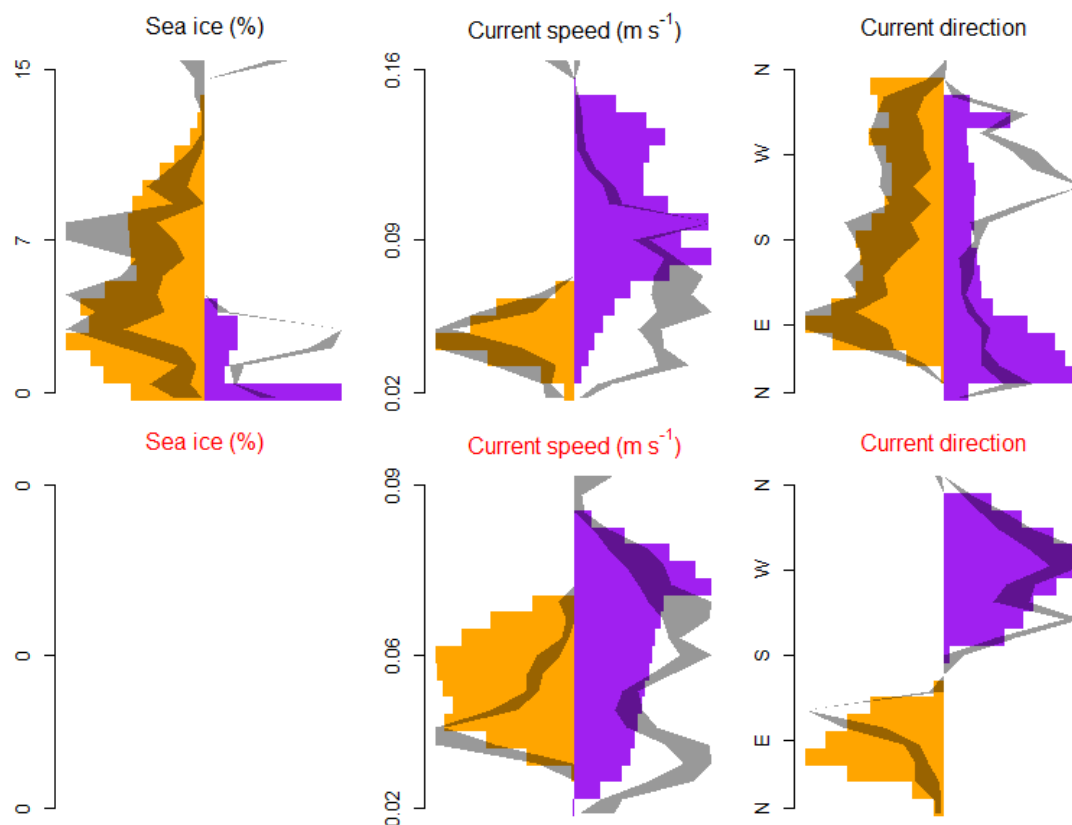 Sea ice (%) Current speed (m s⁻¹) Current direction
15 0.16 N
W
7 0.09 S
E
0 0.02 N
Sea ice (%) Current speed (m s⁻¹) Current direction
0 0.09 N
W
0 0.06 S
E
0 0.02 N